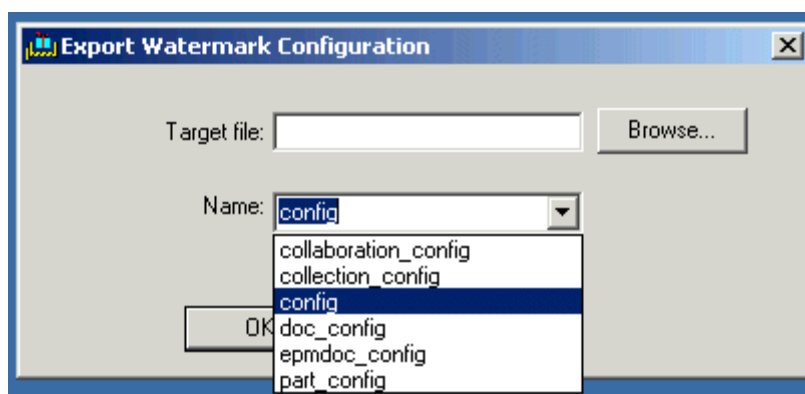 Export Watermark Configuration
Target file: Browse...
Name: config
collaboration_config
collection_config
config
OK doc_config
epmdoc_config
part_config